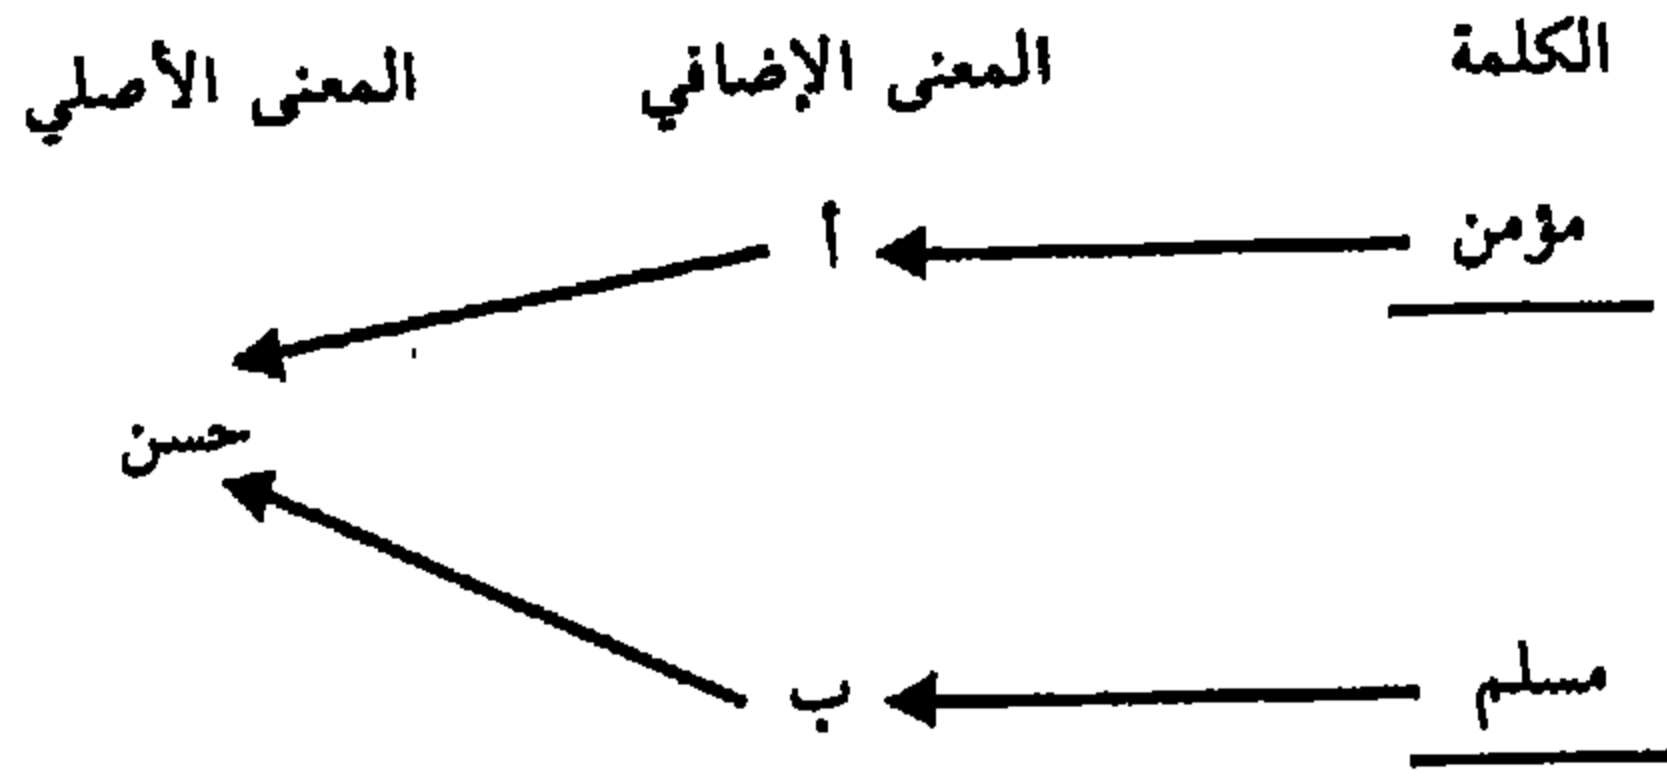 الكلمة المعنى الإضافي المعنى الأصلي
مؤمن أ
حسن
مسلم ب